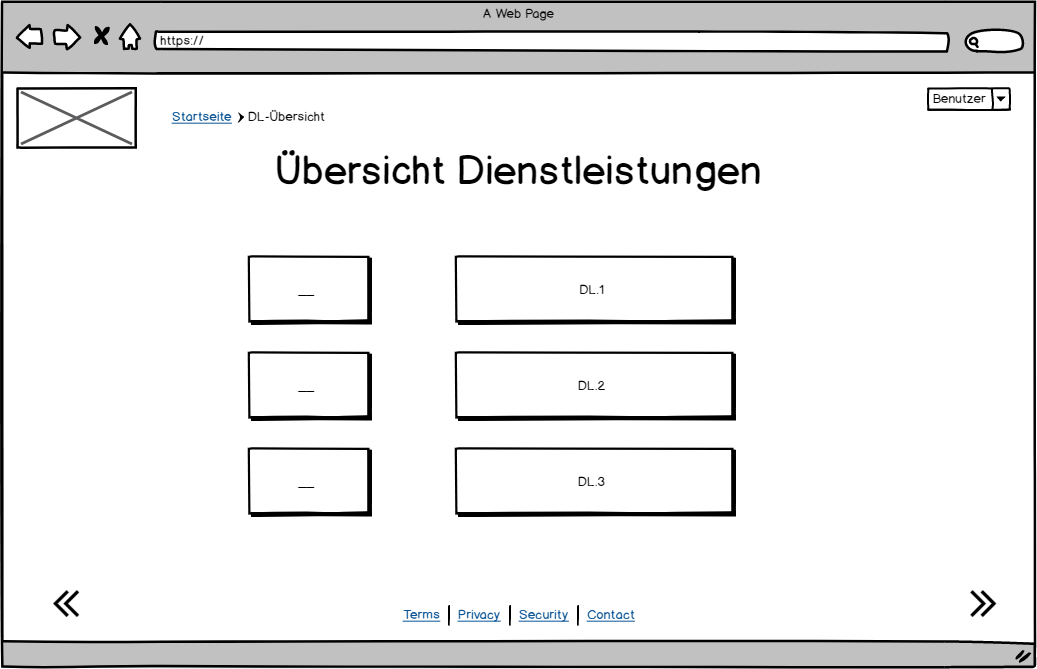 A Web Page
https://
Benutzer
Startseite DL-Übersicht
Übersicht Dienstleistungen
__ DL.1
__ DL.2
__ DL.3
Terms Privacy Security Contact